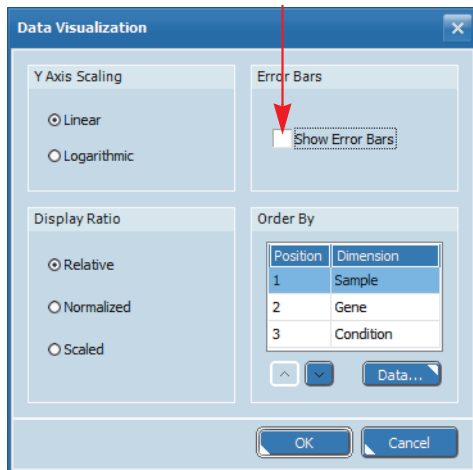 Data Visualization
Y Axis Scaling
Linear
Logarithmic
Error Bars
Show Error Bars
Display Ratio
Relative
Normalized
Scaled
Order By
Position Dimension
1 Sample
2 Gene
3 Condition
Data...
OK Cancel